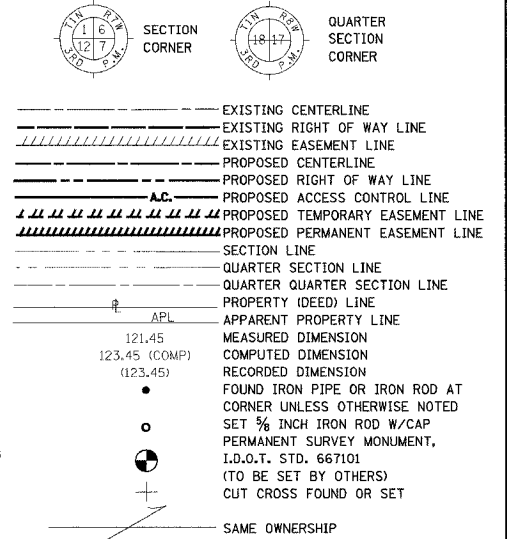 T1N R7W
1 6
12 7
3RD P.M.
SECTION
CORNER
T1N R8W
18 17
3RD P.M.
QUARTER
SECTION
CORNER
EXISTING CENTERLINE
EXISTING RIGHT OF WAY LINE
EXISTING EASEMENT LINE
PROPOSED CENTERLINE
PROPOSED RIGHT OF WAY LINE
A.C. PROPOSED ACCESS CONTROL LINE
PROPOSED TEMPORARY EASEMENT LINE
PROPOSED PERMANENT EASEMENT LINE
SECTION LINE
QUARTER SECTION LINE
QUARTER QUARTER SECTION LINE
PL PROPERTY (DEED) LINE
APL APPARENT PROPERTY LINE
121.45 MEASURED DIMENSION
123.45 (COMP) COMPUTED DIMENSION
(123.45) RECORDED DIMENSION
FOUND IRON PIPE OR IRON ROD AT
CORNER UNLESS OTHERWISE NOTED
SET 5/8 INCH IRON ROD W/CAP
PERMANENT SURVEY MONUMENT,
I.D.O.T. STD. 667101
(TO BE SET BY OTHERS)
CUT CROSS FOUND OR SET
SAME OWNERSHIP